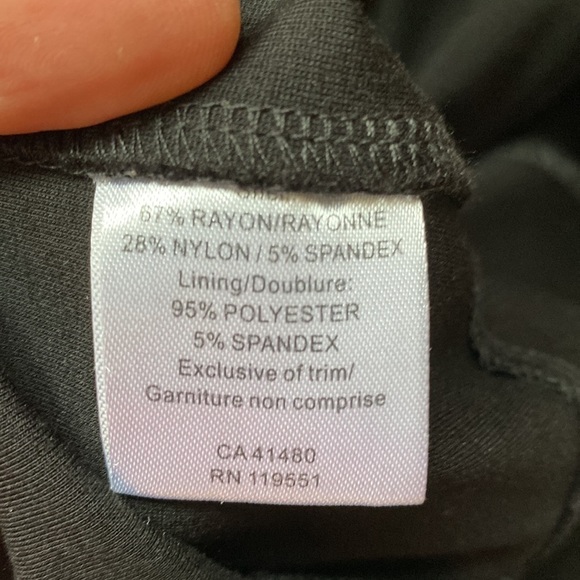 67% RAYON/RAYONNE
28% NYLON / 5% SPANDEX
Lining/Doublure:
95% POLYESTER
5% SPANDEX
Exclusive of trim/
Garniture non comprise
CA 41480
RN 119551